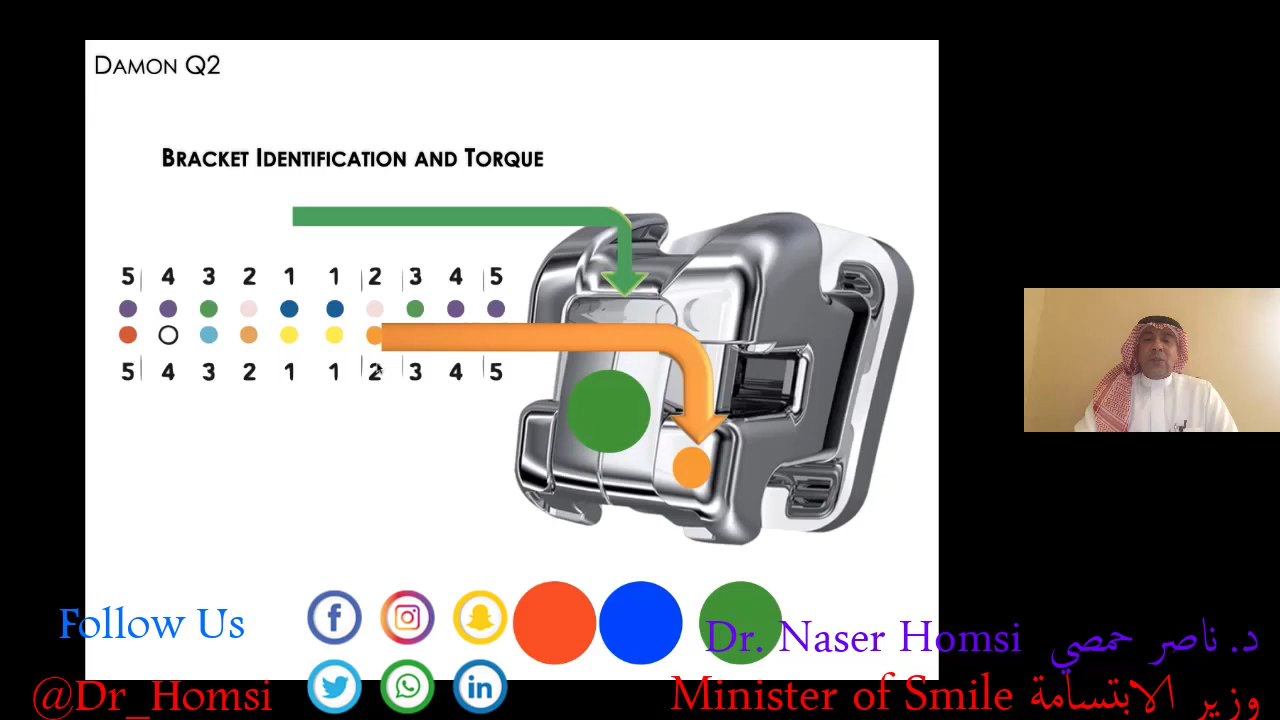 DAMON Q2
BRACKET IDENTIFICATION AND TORQUE
5 4 3 2 1 1 2 3 4 5
5 4 3 2 1 1 2 3 4 5
Follow Us
Dr. Naser Homsi د. ناصر حمصي
@Dr_Homsi
Minister of Smile وزير الابتسامة